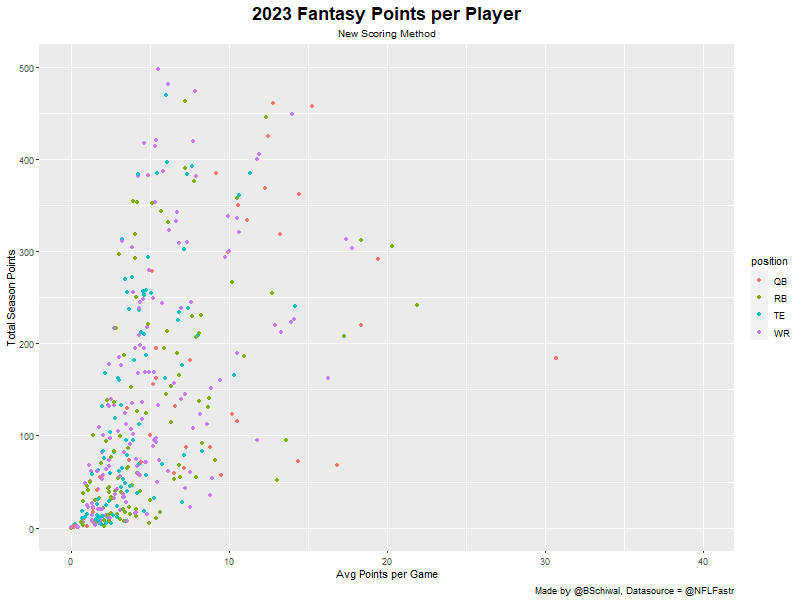 2023 Fantasy Points per Player
New Scoring Method
Total Season Points
500
400
300
200
100
0
0 10 20 30 40
Avg Points per Game
position
QB
RB
TE
WR
Made by @BSchiwal, Datasource = @NFLFastr